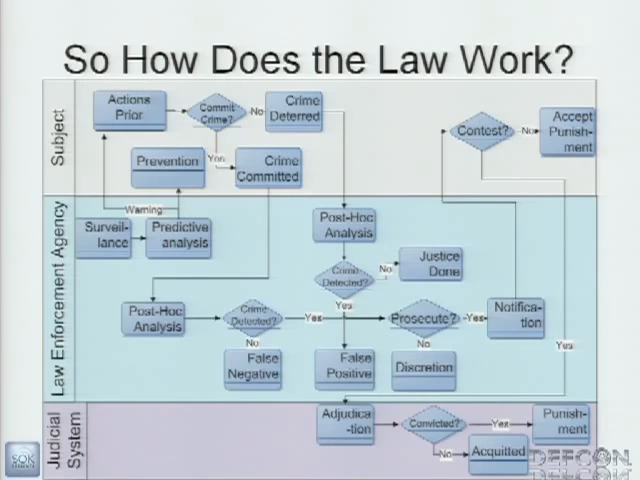 So How Does the Law Work?
Subject
Actions
Prior
Commit
Crime?
No
Crime
Deterred
Contest?
No
Accept
Punish-
ment
Prevention
Yes
Crime
Committed
Law Enforcement Agency
Warning
Surveil-
lance
Predictive
analysis
Post-Hoc
Analysis
Crime
Detected?
No
Justice
Done
Yes
Post-Hoc
Analysis
Crime
Detected?
Yes
Prosecute?
Yes
Notifica-
tion
No
No
Yes
False
Negative
False
Positive
Discretion
Judicial
System
Adjudica
-tion
Convicted?
Yes
Punish-
ment
No
Acquitted
SOK
DEFCON